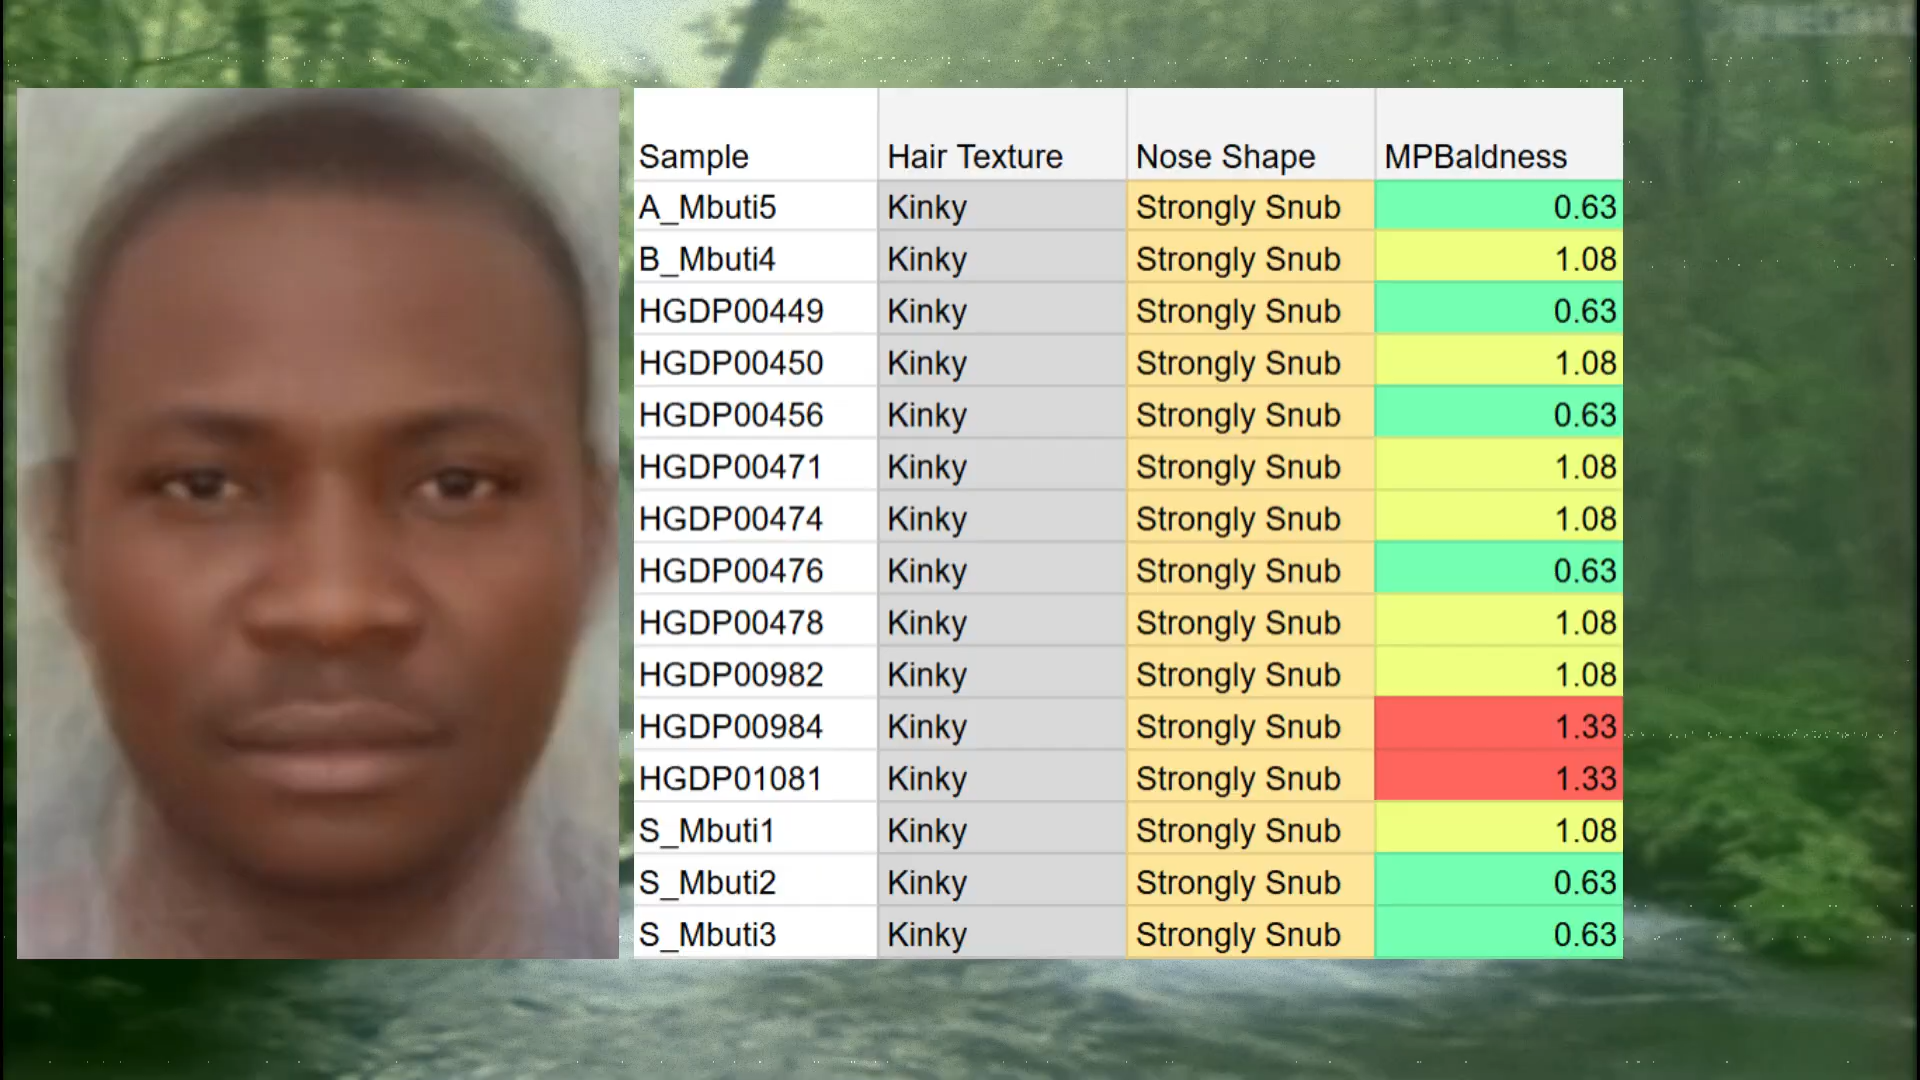 Sample Hair Texture Nose Shape MPBaldness
A_Mbuti5 Kinky Strongly Snub 0.63
B_Mbuti4 Kinky Strongly Snub 1.08
HGDP00449 Kinky Strongly Snub 0.63
HGDP00450 Kinky Strongly Snub 1.08
HGDP00456 Kinky Strongly Snub 0.63
HGDP00471 Kinky Strongly Snub 1.08
HGDP00474 Kinky Strongly Snub 1.08
HGDP00476 Kinky Strongly Snub 0.63
HGDP00478 Kinky Strongly Snub 1.08
HGDP00982 Kinky Strongly Snub 1.08
HGDP00984 Kinky Strongly Snub 1.33
HGDP01081 Kinky Strongly Snub 1.33
S_Mbuti1 Kinky Strongly Snub 1.08
S_Mbuti2 Kinky Strongly Snub 0.63
S_Mbuti3 Kinky Strongly Snub 0.63